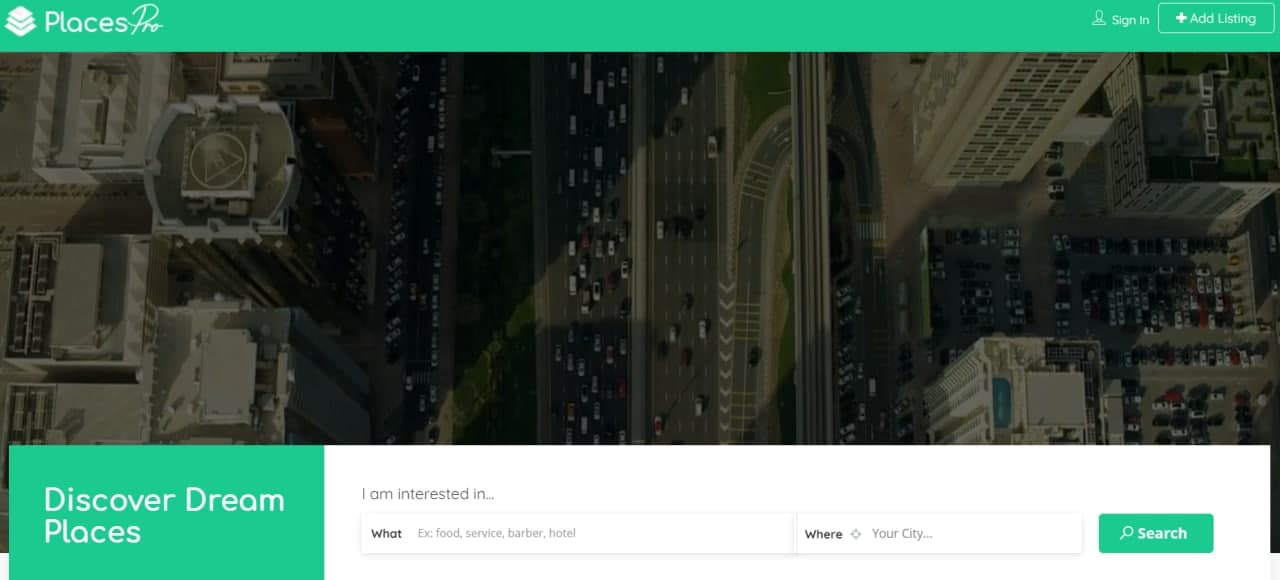 PlacesPro
Sign In
+ Add Listing
Discover Dream
Places
I am interested in...
What
Ex: food, service, barber, hotel
Where
Your City...
Search